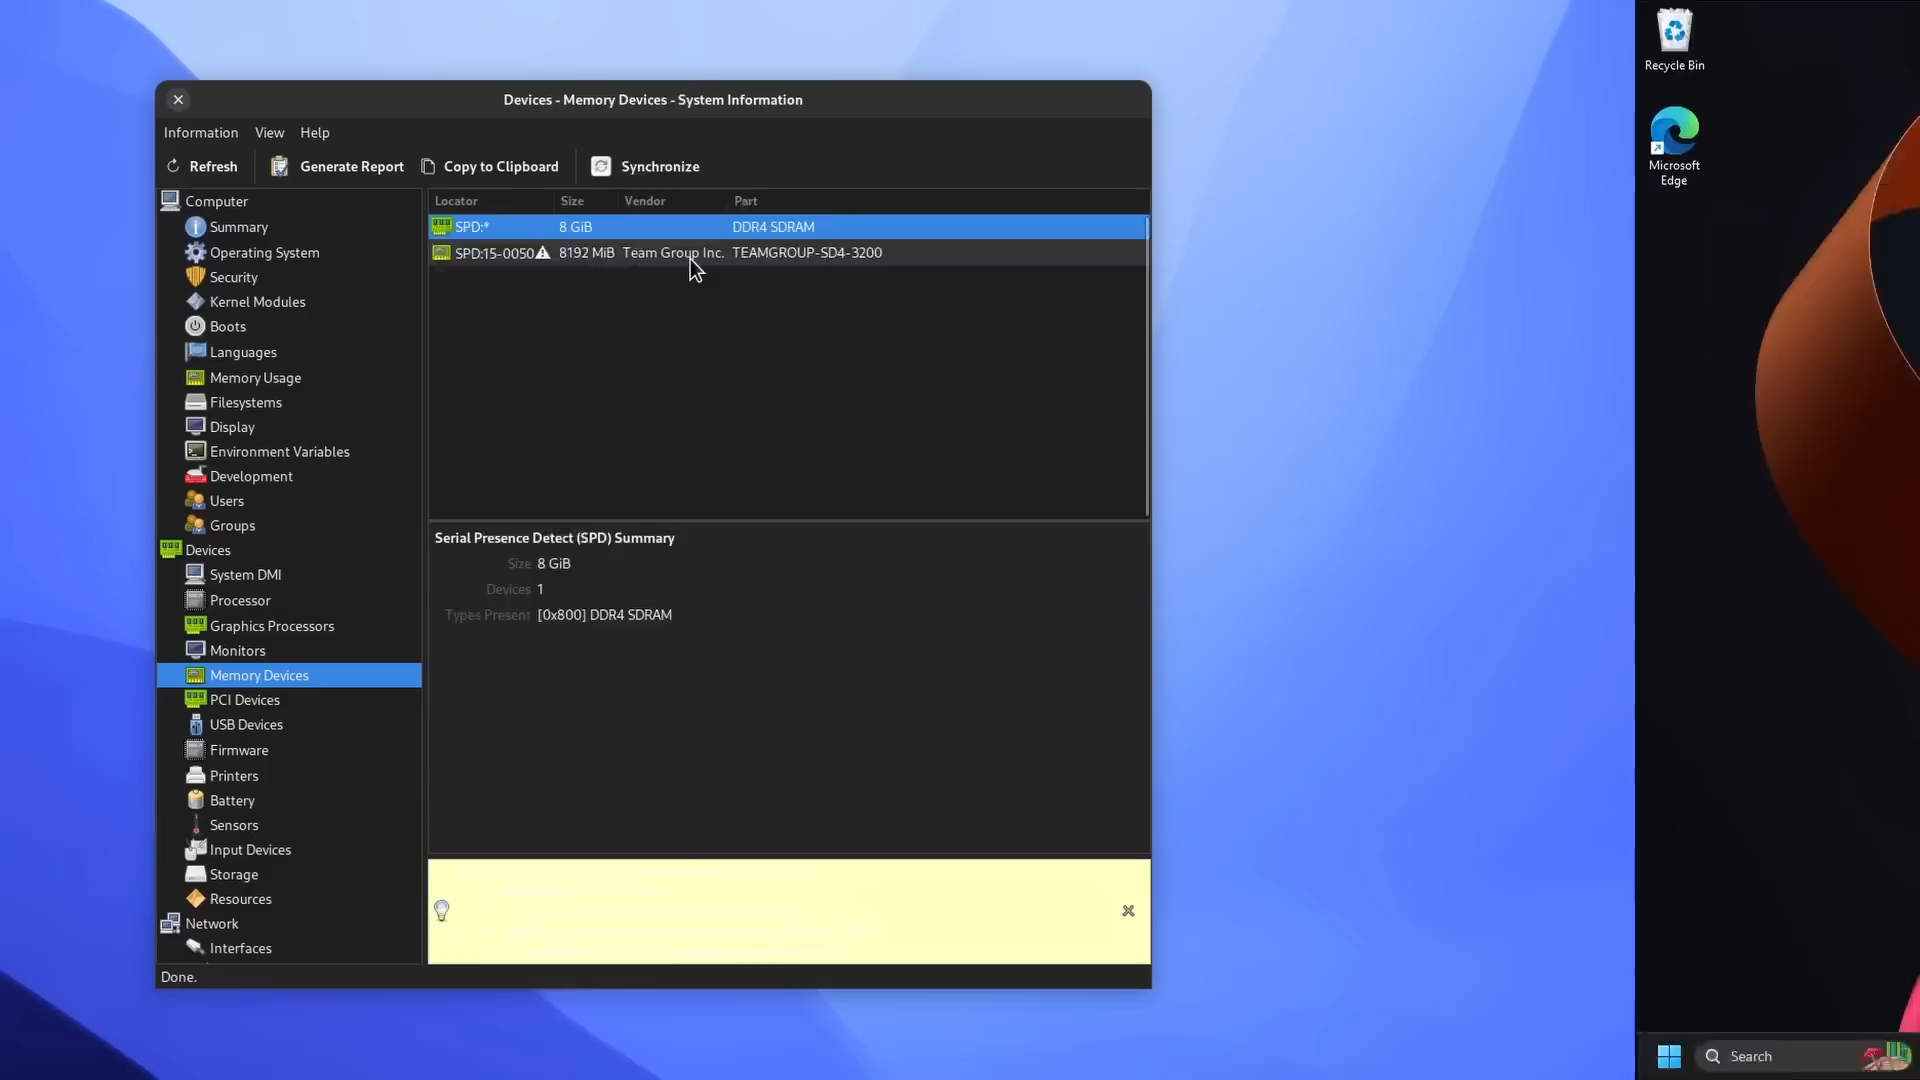 Recycle Bin
Microsoft
Edge
Devices - Memory Devices - System Information
Information View Help
Refresh Generate Report Copy to Clipboard Synchronize
Computer
Summary
Operating System
Security
Kernel Modules
Boots
Languages
Memory Usage
Filesystems
Display
Environment Variables
Development
Users
Groups
Devices
System DMI
Processor
Graphics Processors
Monitors
Memory Devices
PCI Devices
USB Devices
Firmware
Printers
Battery
Sensors
Input Devices
Storage
Resources
Network
Interfaces
Locator Size Vendor Part
SPD:* 8 GiB DDR4 SDRAM
SPD:15-0050 8192 MiB Team Group Inc. TEAMGROUP-SD4-3200
Serial Presence Detect (SPD) Summary
Size 8 GiB
Devices 1
Types Present [0x800] DDR4 SDRAM
Done.
Search